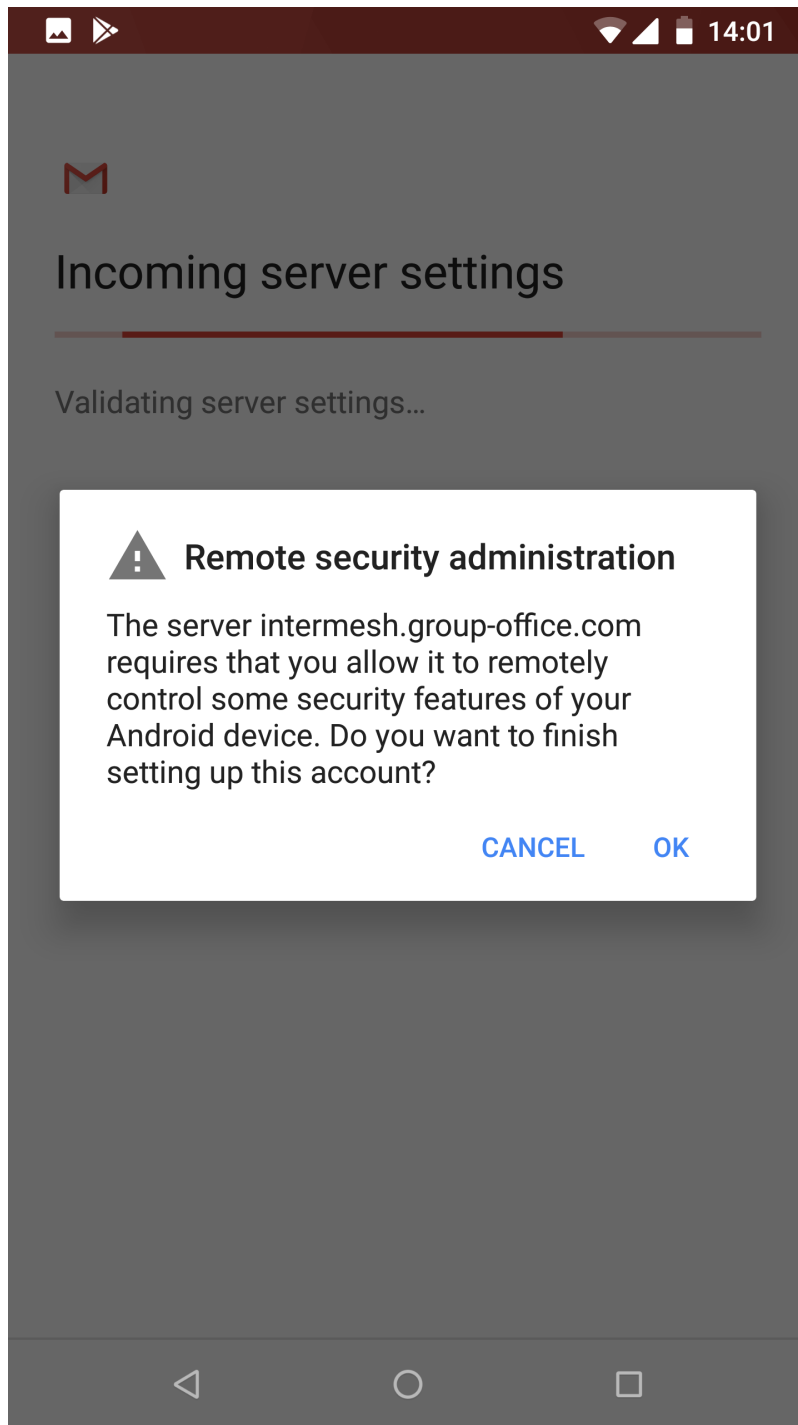 14:01
Incoming server settings
Validating server settings…
Remote security administration
The server intermesh.group-office.com
requires that you allow it to remotely
control some security features of your
Android device. Do you want to finish
setting up this account?
CANCEL OK